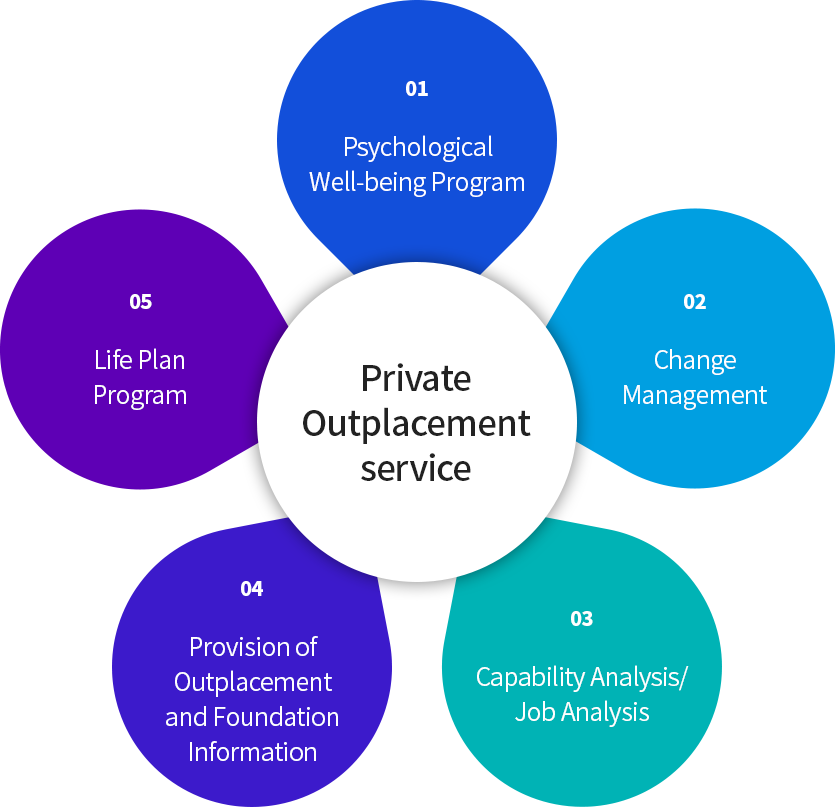 01
Psychological
Well-being Program
02
Change
Management
03
Capability Analysis/
Job Analysis
04
Provision of
Outplacement
and Foundation
Information
05
Life Plan
Program
Private
Outplacement
service